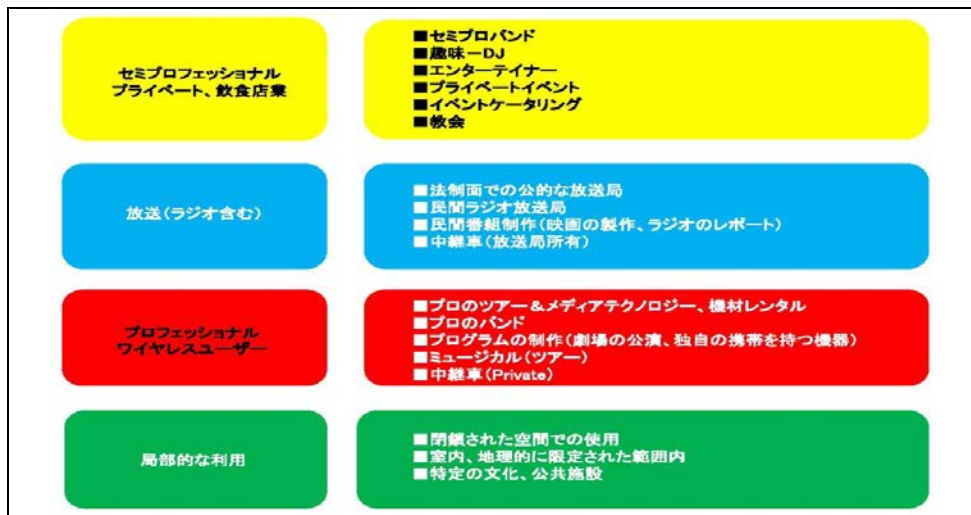 セミプロフェッショナル
プライベート、飲食店業
■セミプロバンド
■趣味－DJ
■エンターテイナー
■プライベートイベント
■イベントケータリング
■教会
放送(ラジオ含む)
■法制面での公的な放送局
■民間ラジオ放送局
■民間番組制作(映画の製作、ラジオのレポート)
■中継車(放送局所有)
プロフェッショナル
ワイヤレスユーザー
■プロのツアー＆メディアテクノロジー、機材レンタル
■プロのバンド
■プログラムの制作(劇場の公演、独自の携帯を持つ機器)
■ミュージカル(ツアー)
■中継車(Private)
局部的な利用
■閉鎖された空間での使用
■室内、地理的に限定された範囲内
■特定の文化、公共施設